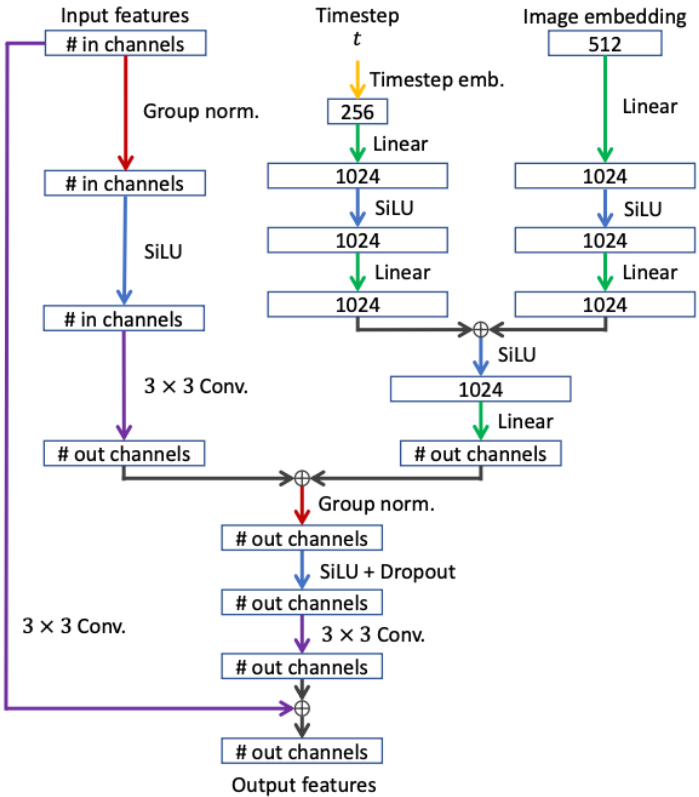 Input features
Timestep
t
Image embedding
# in channels
512
Group norm.
Timestep emb.
Linear
256
Linear
# in channels
1024
1024
SiLU
SiLU
SiLU
1024
1024
Linear
Linear
# in channels
1024
1024
SiLU
3 × 3 Conv.
1024
Linear
# out channels
# out channels
Group norm.
# out channels
SiLU + Dropout
# out channels
3 × 3 Conv.
3 × 3 Conv.
# out channels
# out channels
Output features